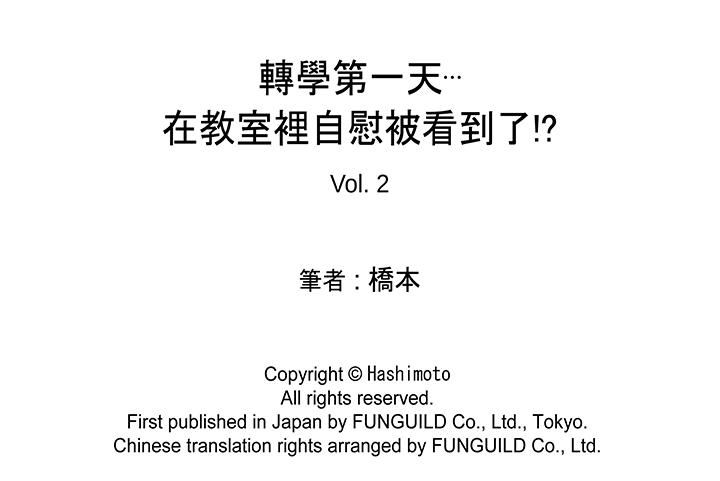 轉學第一天…
在教室裡自慰被看到了!?
Vol. 2
筆者 : 橋本
Copyright © Hashimoto
All rights reserved.
First published in Japan by FUNGUILD Co., Ltd., Tokyo.
Chinese translation rights arranged by FUNGUILD Co., Ltd.